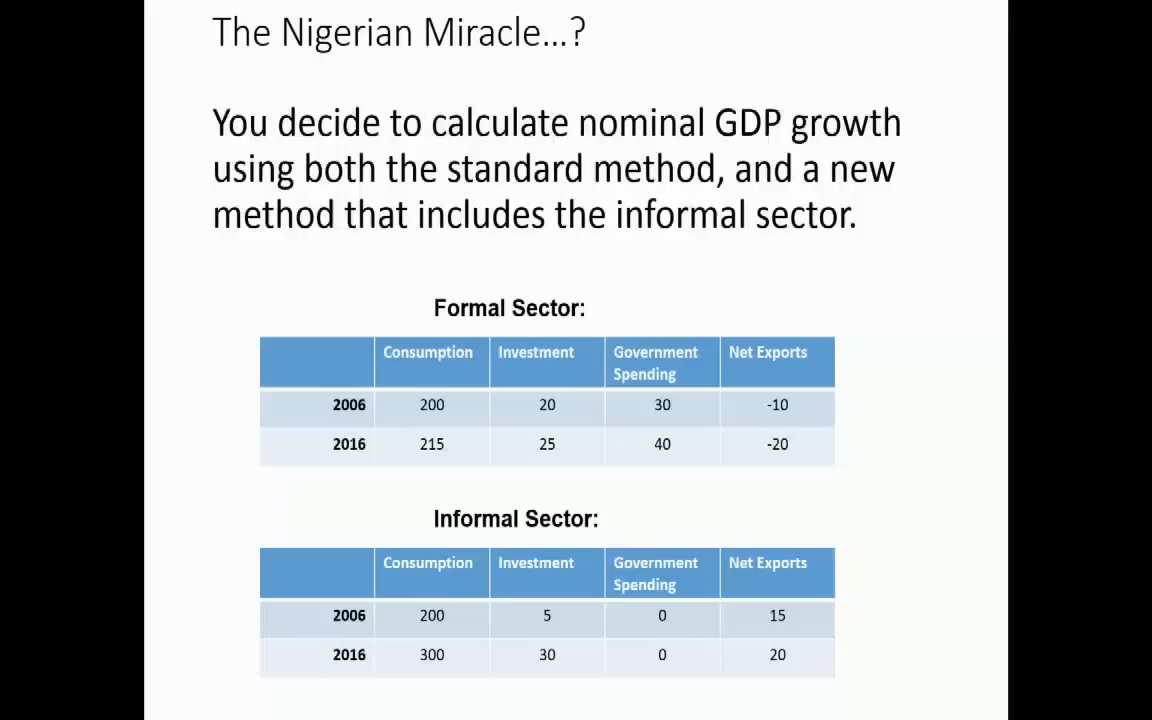 The Nigerian Miracle...?
You decide to calculate nominal GDP growth
using both the standard method, and a new
method that includes the informal sector.
Formal Sector:
Consumption Investment Government Spending Net Exports
2006 200 20 30 -10
2016 215 25 40 -20
Informal Sector:
Consumption Investment Government Spending Net Exports
2006 200 5 0 15
2016 300 30 0 20